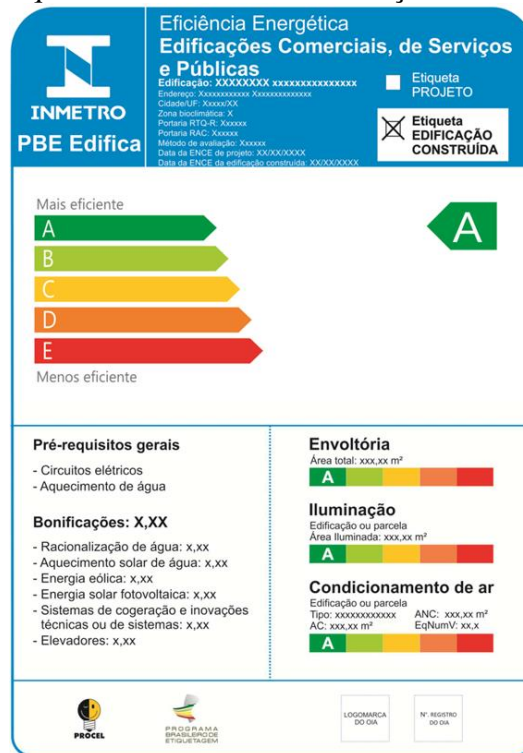 INMETRO
PBE Edifica
Eficiência Energética
Edificações Comerciais, de Serviços
e Públicas
Edificação: XXXXXXXX xxxxxxxxxxxxxxx
Endereço: Xxxxxxxxxxxx Xxxxxxxxxxxxxx
Cidade/UF: Xxxxx/XX
Zona bioclimática: X
Portaria RTQ-R: Xxxxxx
Portaria RAC: Xxxxxx
Método de avaliação: Xxxxxx
Data da ENCE de projeto: XX/XX/XXXX
Data da ENCE da edificação construída: XX/XX/XXXX
Etiqueta
PROJETO
Etiqueta
EDIFICAÇÃO
CONSTRUÍDA
Mais eficiente
A
B
C
D
E
Menos eficiente
A
Pré-requisitos gerais
- Circuitos elétricos
- Aquecimento de água
Bonificações: X,XX
- Racionalização de água: x,xx
- Aquecimento solar de água: x,xx
- Energia eólica: x,xx
- Energia solar fotovoltaica: x,xx
- Sistemas de cogeração e inovações
técnicas ou de sistemas: x,xx
- Elevadores: x,xx
Envoltória
Área total: xxx,xx m²
A
Iluminação
Edificação ou parcela
Área Iluminada: xxx,xx m²
A
Condicionamento de ar
Edificação ou parcela
Tipo: xxxxxxxxxxxx ANC: xxx,xx m²
AC: xxx,xx m² EqNumV: xx,x
A
PROCEL
PROGRAMA
BRASILEIRO DE
ETIQUETAGEM
LOGOMARCA
DO OIA
Nº. REGISTRO
DO OIA